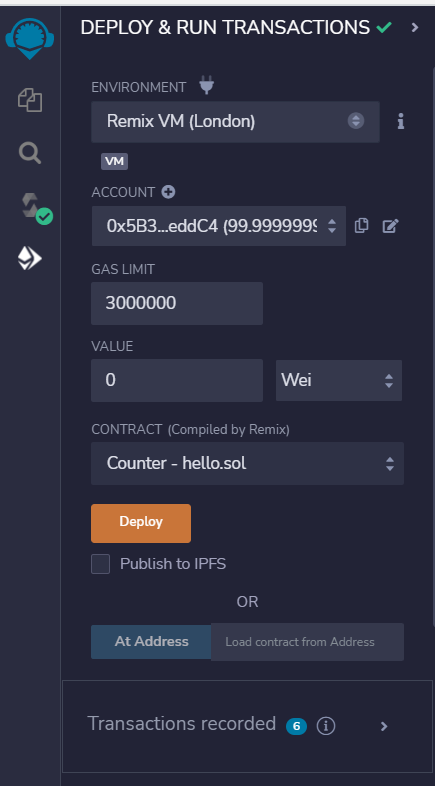 DEPLOY & RUN TRANSACTIONS
ENVIRONMENT
Remix VM (London)
VM
ACCOUNT
0x5B3...eddC4 (99.9999999
GAS LIMIT
3000000
VALUE
0 Wei
CONTRACT (Compiled by Remix)
Counter - hello.sol
Deploy
Publish to IPFS
OR
At Address Load contract from Address
Transactions recorded 6